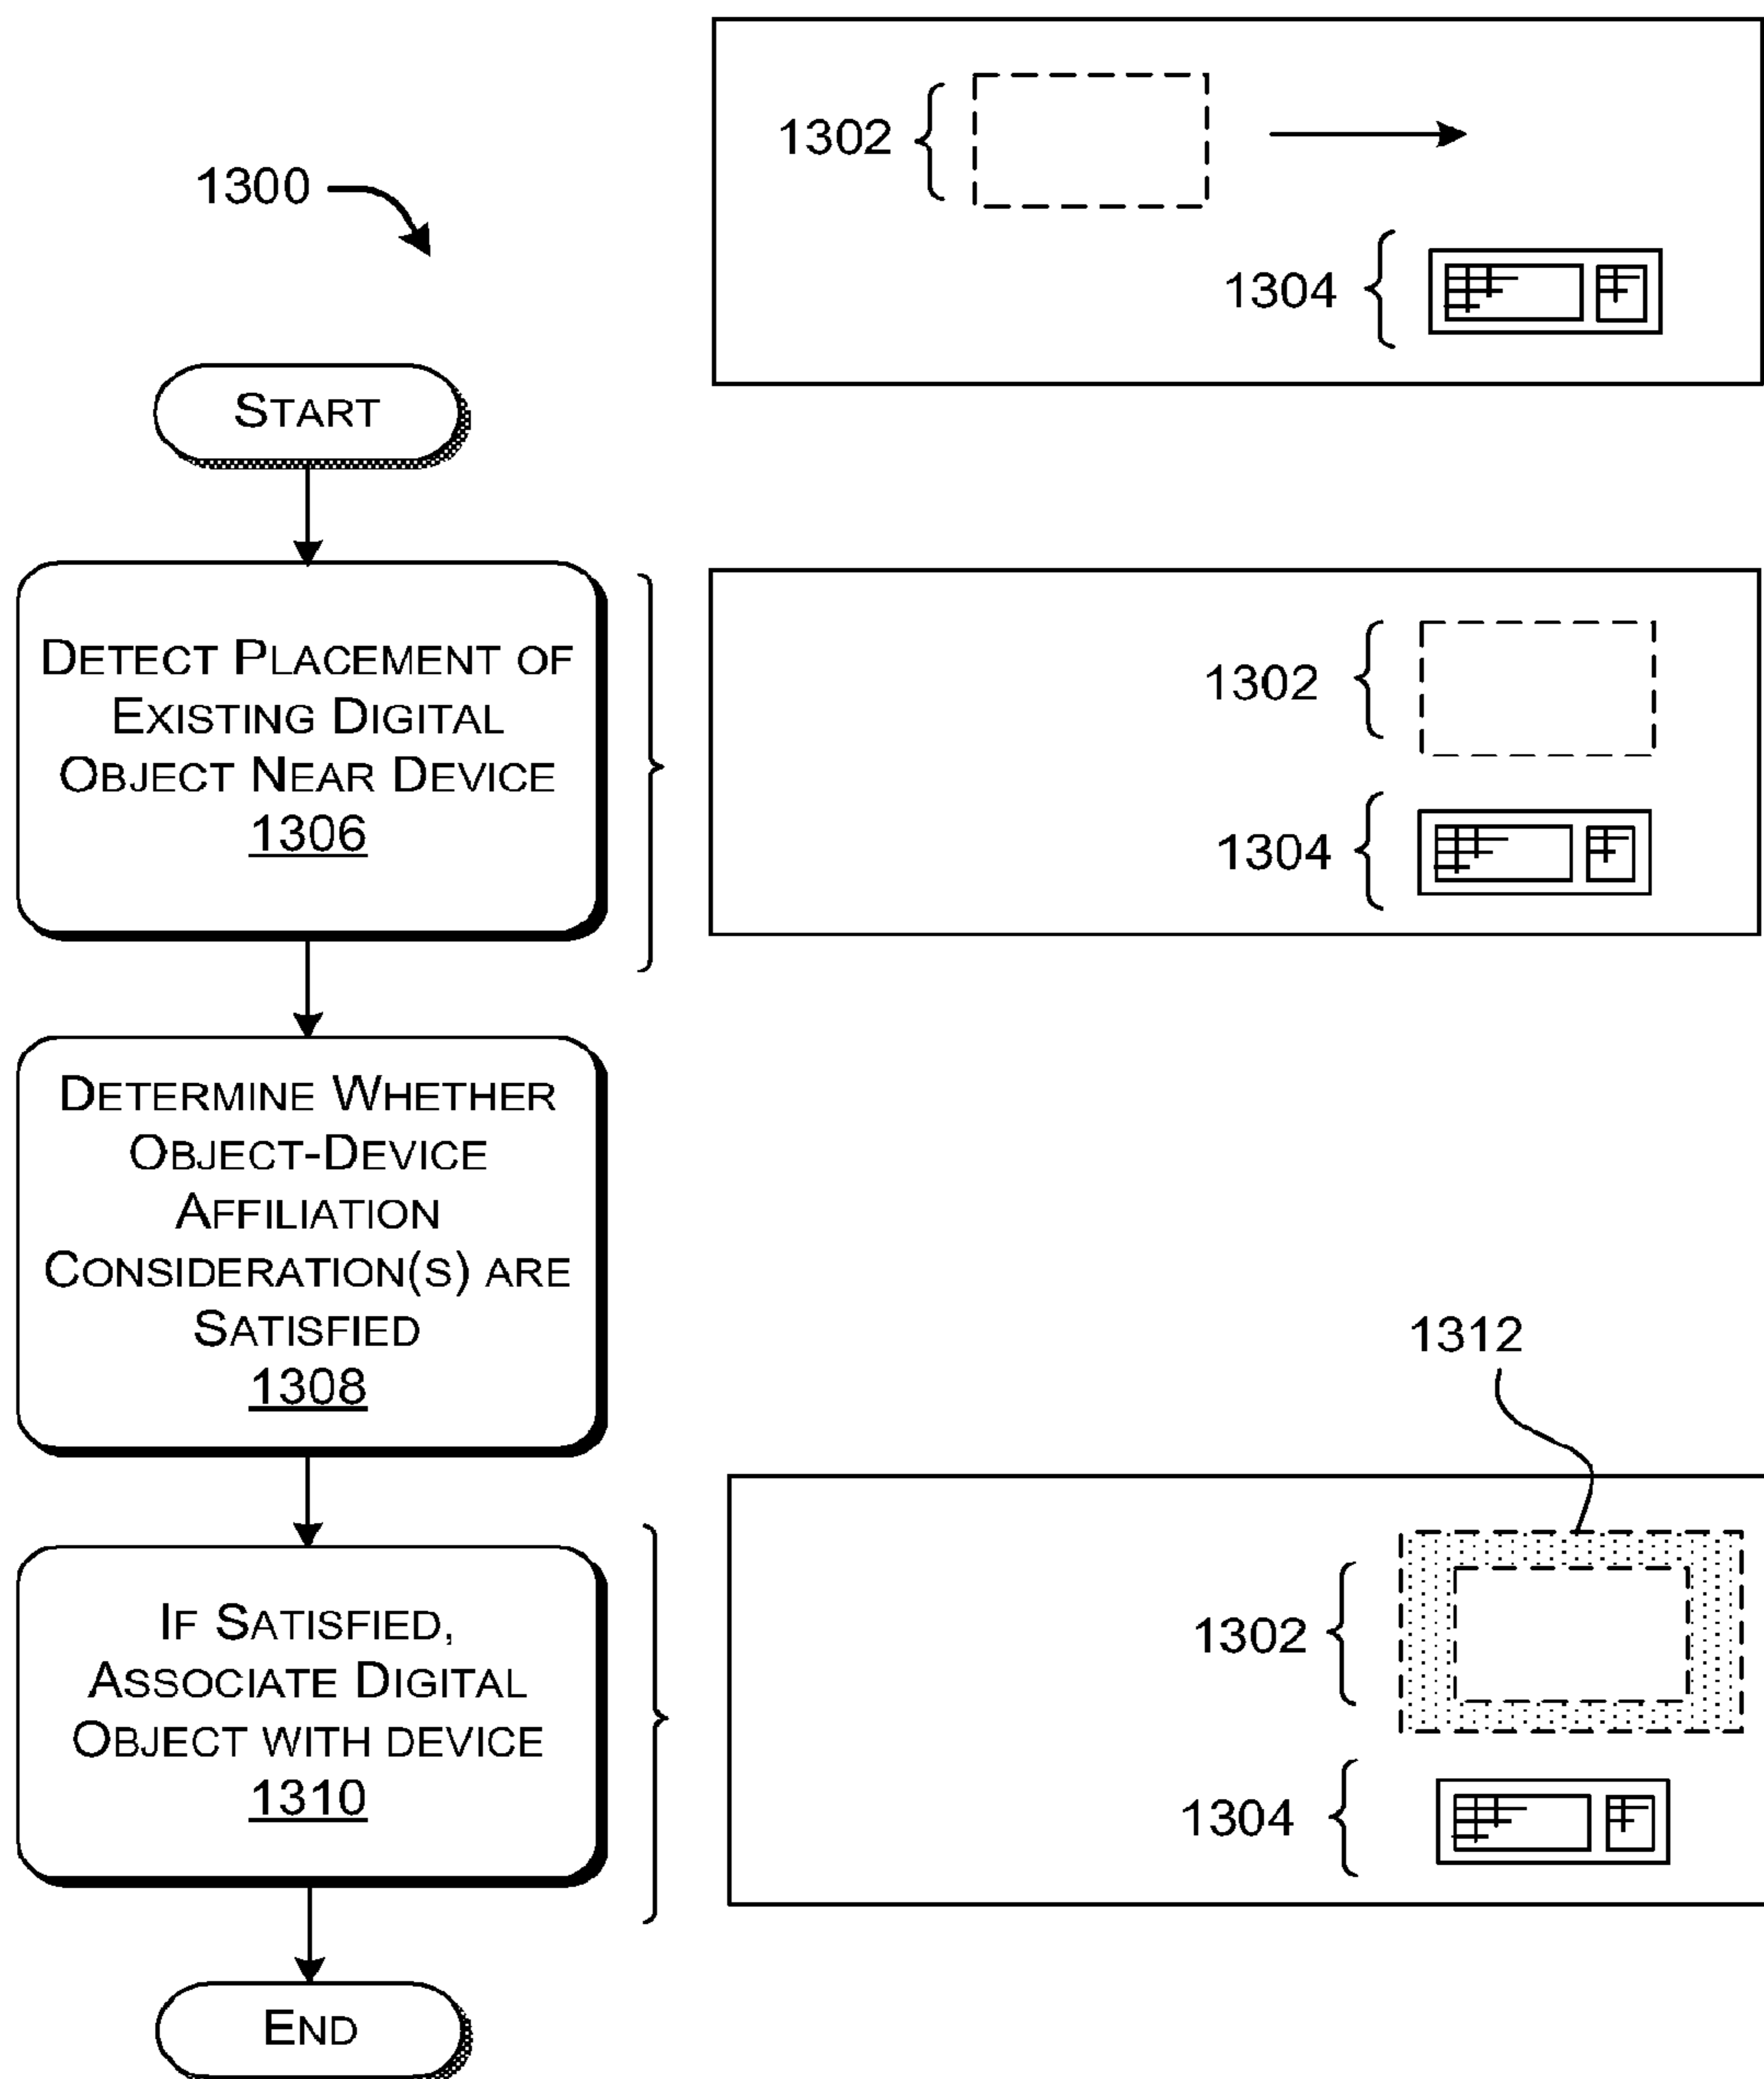 1300
START
DETECT PLACEMENT OF
EXISTING DIGITAL
OBJECT NEAR DEVICE
1306
DETERMINE WHETHER
OBJECT-DEVICE
AFFILIATION
CONSIDERATION(S) ARE
SATISFIED
1308
IF SATISFIED,
ASSOCIATE DIGITAL
OBJECT WITH DEVICE
1310
END
1302
1304
1302
1304
1312
1302
1304